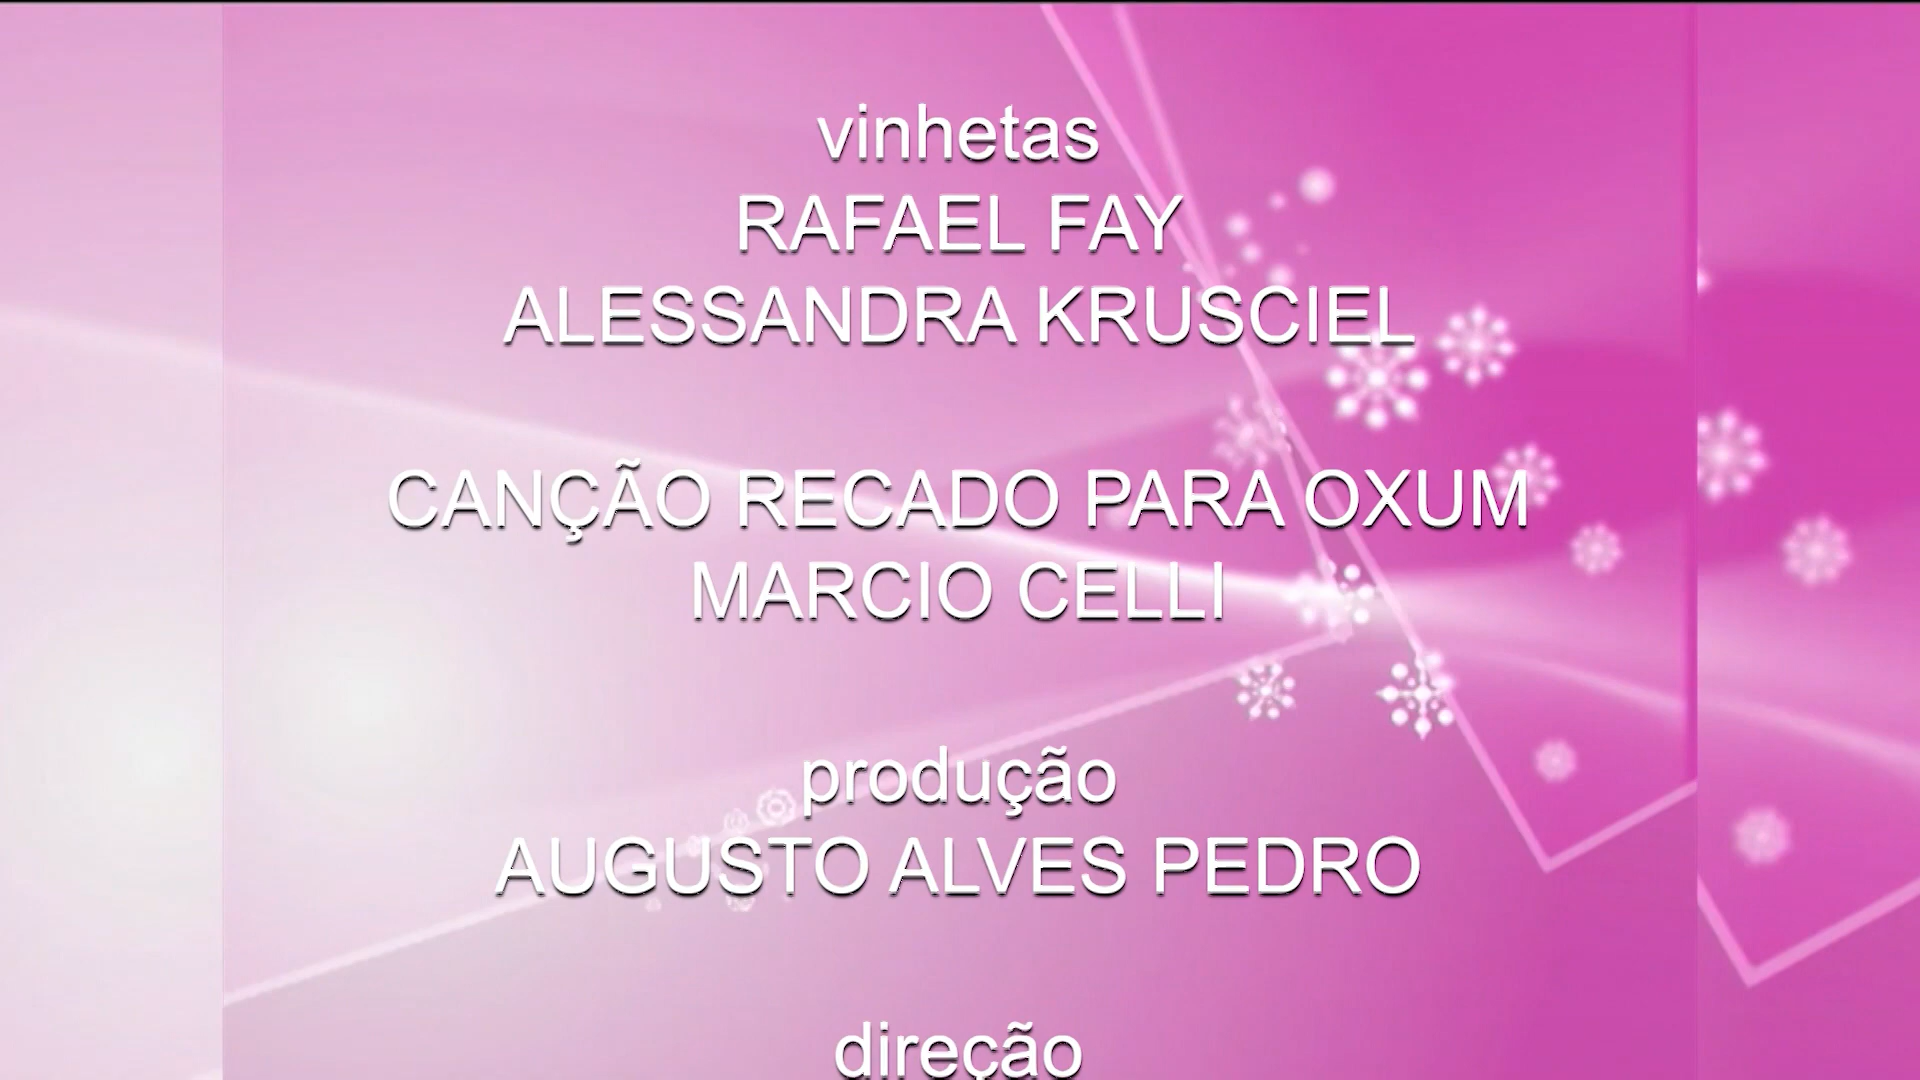 vinhetas
RAFAEL FAY
ALESSANDRA KRUSCIEL
CANÇÃO RECADO PARA OXUM
MARCIO CELLI
produção
AUGUSTO ALVES PEDRO
direção